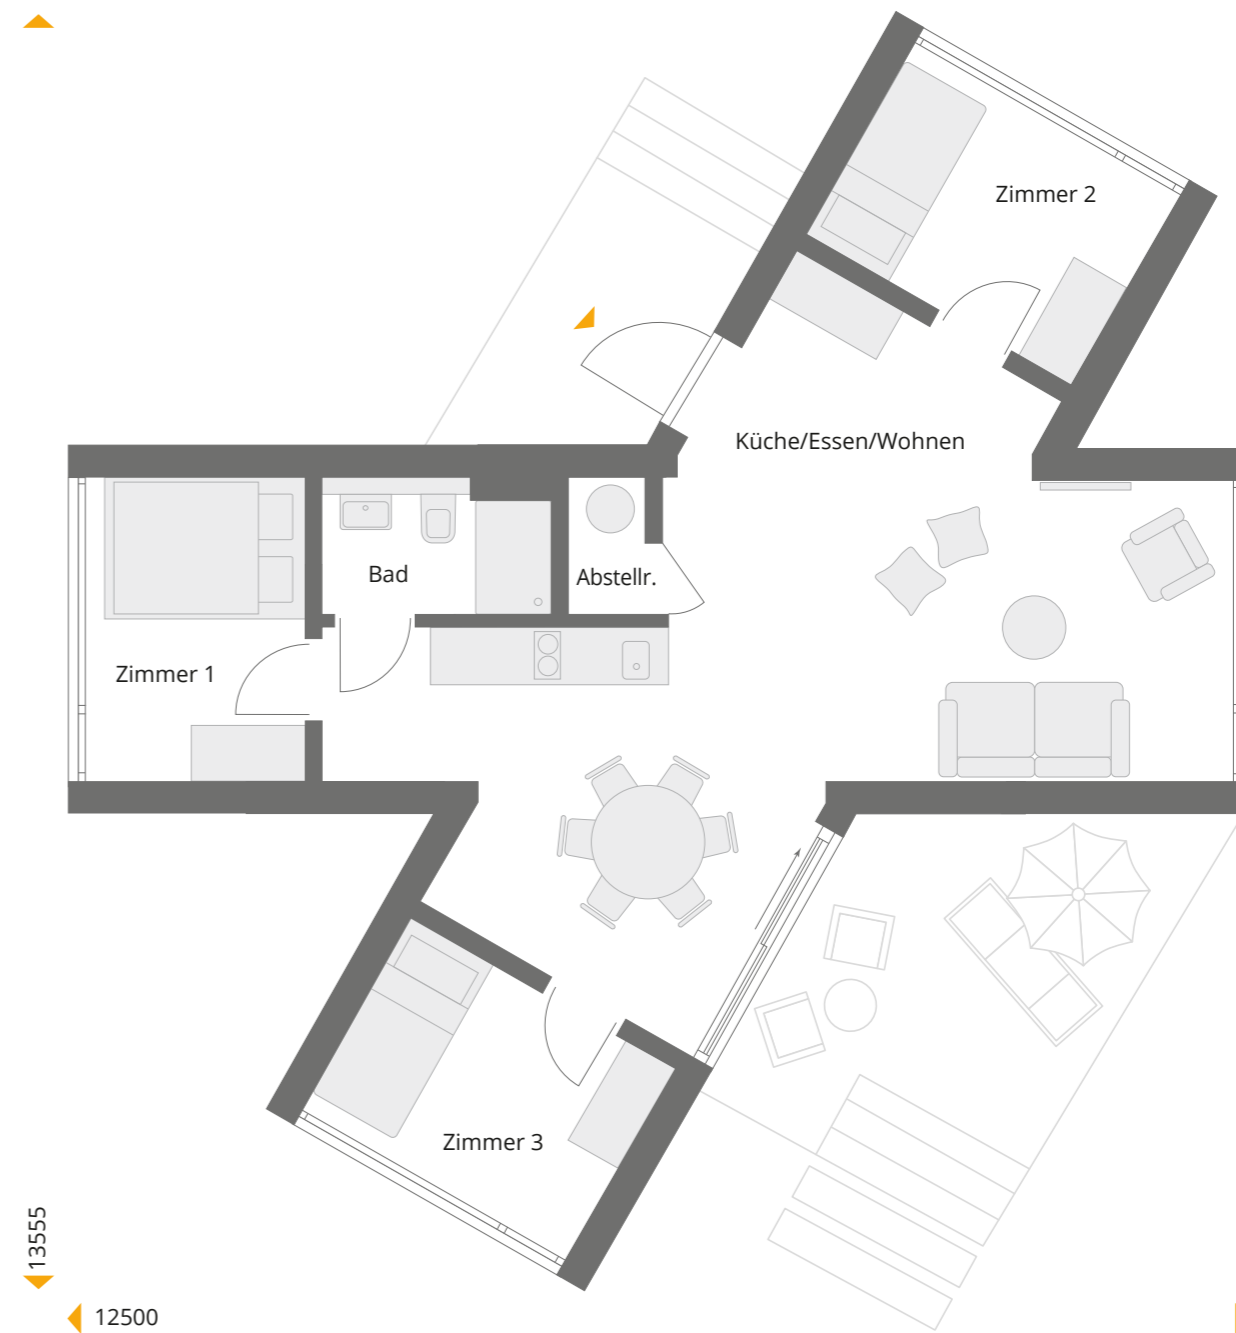 Zimmer 2
Küche/Essen/Wohnen
Bad
Abstellr.
Zimmer 1
Zimmer 3
13555
12500